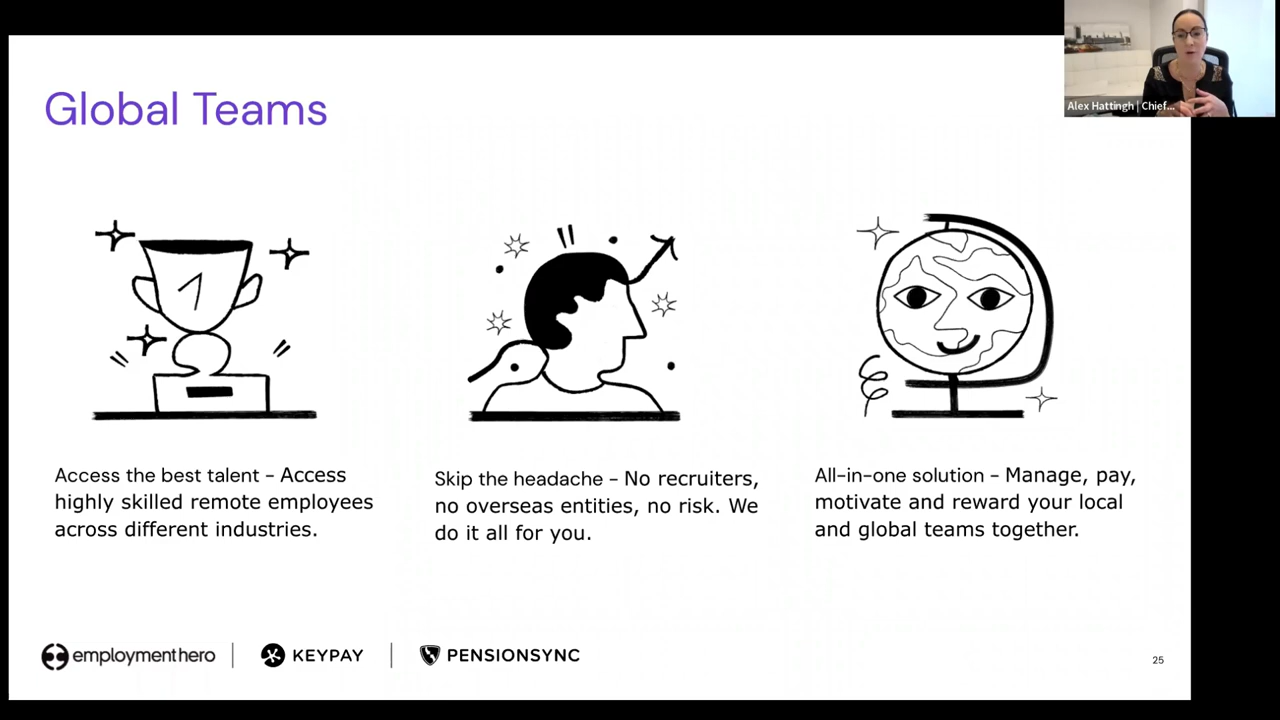 Global Teams
Alex Hattingh | Chief...
1
Access the best talent – Access
highly skilled remote employees
across different industries.
Skip the headache – No recruiters,
no overseas entities, no risk. We
do it all for you.
All-in-one solution – Manage, pay,
motivate and reward your local
and global teams together.
employmenthero
KEYPAY
PENSIONSYNC
25